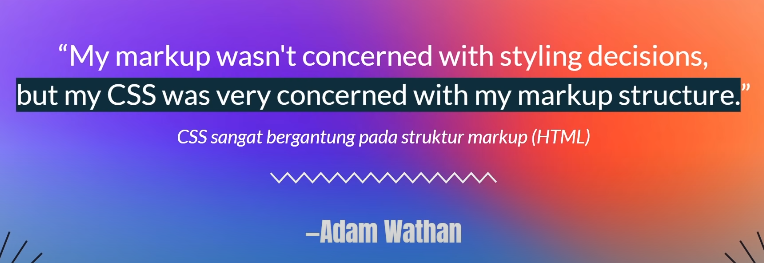 “My markup wasn't concerned with styling decisions,
but my CSS was very concerned with my markup structure.”
CSS sangat bergantung pada struktur markup (HTML)
–Adam Wathan